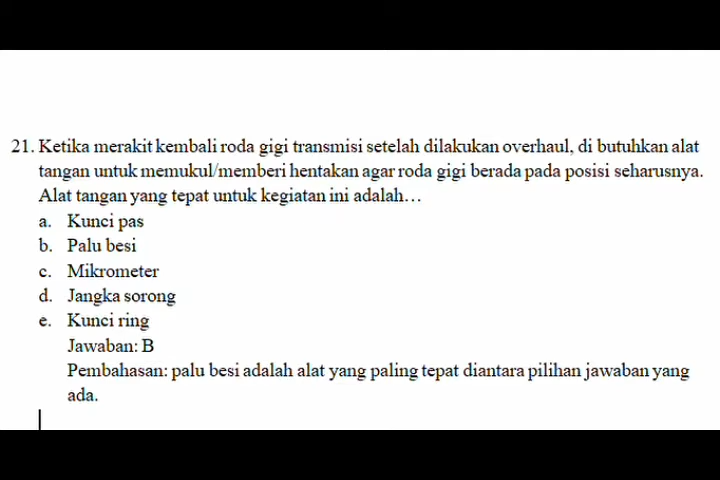 21. Ketika merakit kembali roda gigi transmisi setelah dilakukan overhaul, di butuhkan alat
tangan untuk memukul/memberi hentakan agar roda gigi berada pada posisi seharusnya.
Alat tangan yang tepat untuk kegiatan ini adalah…
a. Kunci pas
b. Palu besi
c. Mikrometer
d. Jangka sorong
e. Kunci ring
Jawaban: B
Pembahasan: palu besi adalah alat yang paling tepat diantara pilihan jawaban yang
ada.